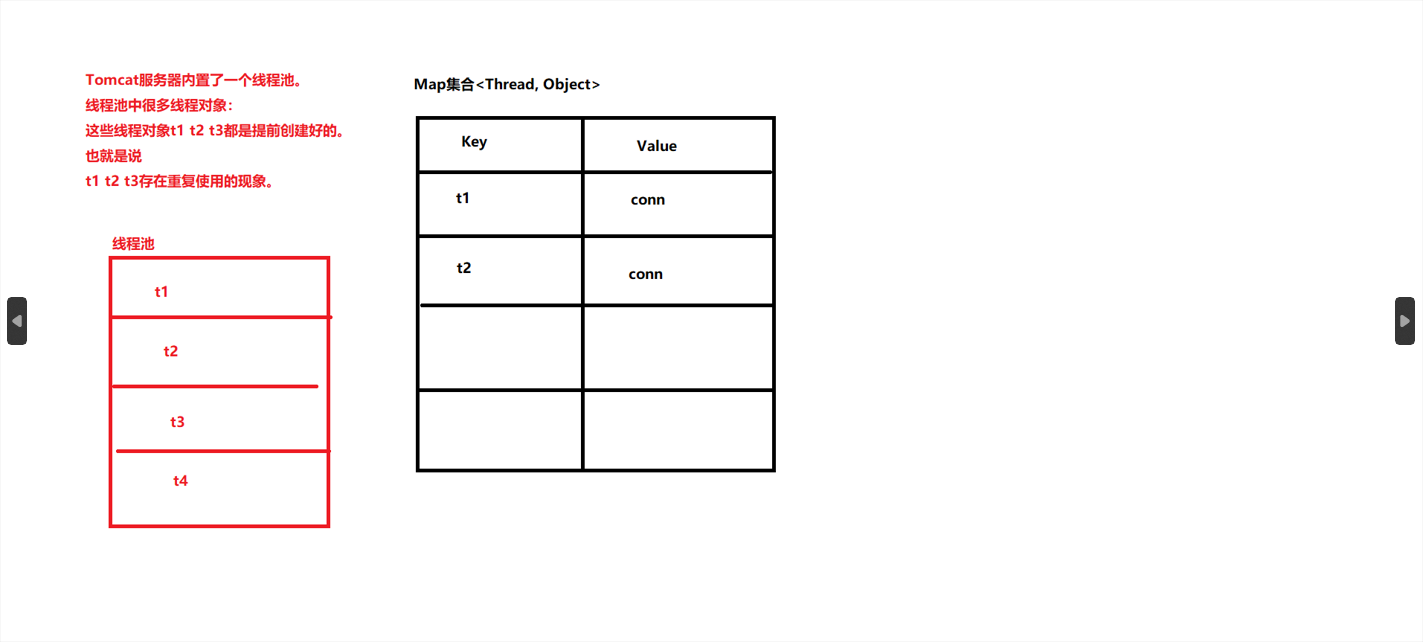 Tomcat服务器内置了一个线程池。
线程池中很多线程对象：
这些线程对象t1 t2 t3都是提前创建好的。
也就是说
t1 t2 t3存在重复使用的现象。
线程池
t1
t2
t3
t4
Map集合<Thread, Object>
Key Value
t1 conn
t2 conn